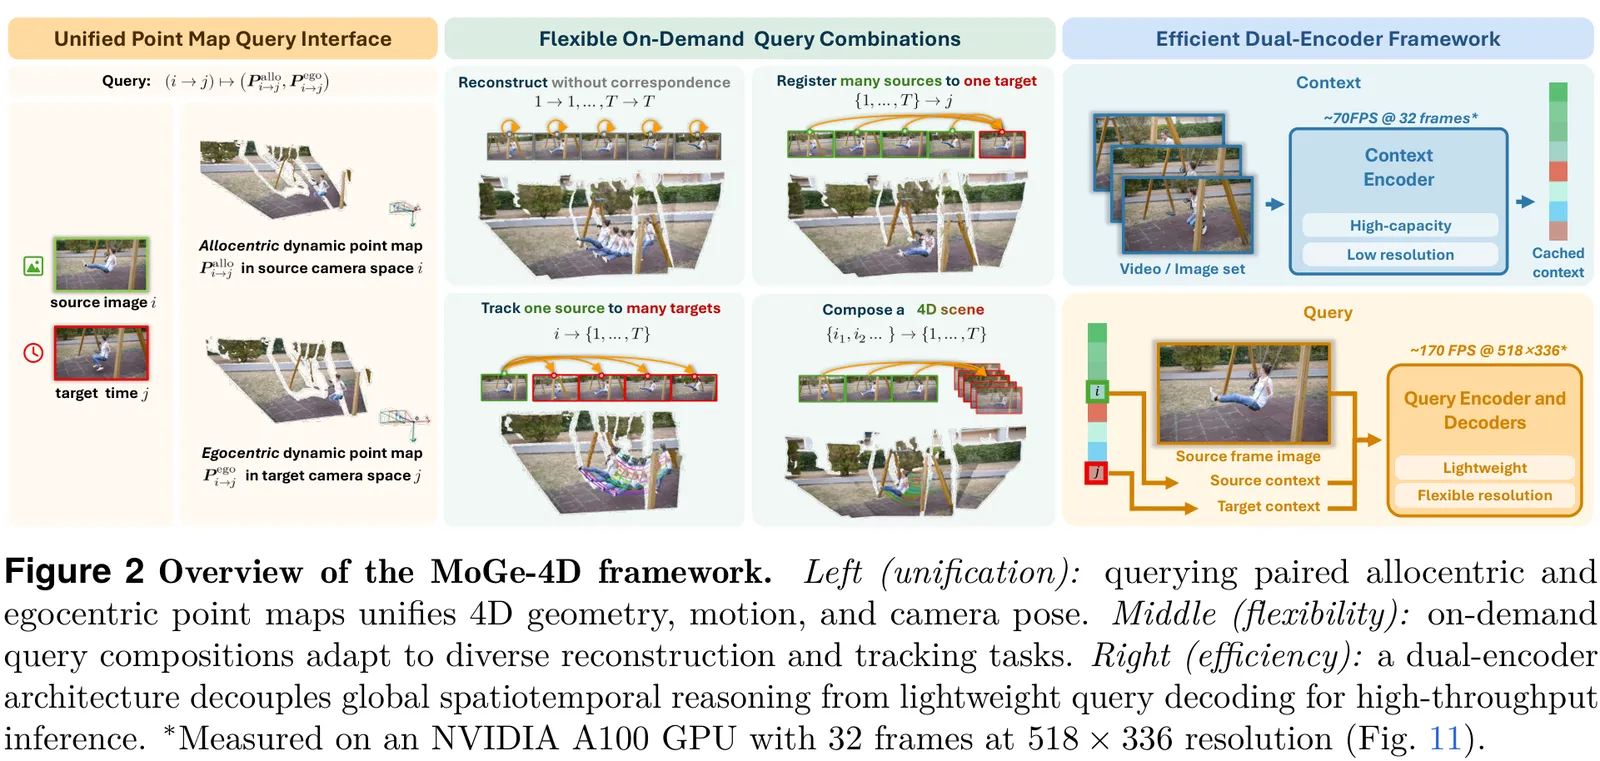 Unified Point Map Query Interface
Query: (i → j) ↦ (P^allo_{i→j}, P^ego_{i→j})
source image i
target time j
Allocentric dynamic point map
P^allo_{i→j} in source camera space i
Egocentric dynamic point map
P^ego_{i→j} in target camera space j
Flexible On-Demand Query Combinations
Reconstruct without correspondence
1 → 1, … , T → T
Register many sources to one target
{1, … , T} → j
Track one source to many targets
i → {1, … , T}
Compose a 4D scene
{i₁, i₂ … } → {1, … , T}
Efficient Dual-Encoder Framework
Context
~70FPS @ 32 frames*
Context
Encoder
High-capacity
Low resolution
Video / Image set
Cached
context
Query
~170 FPS @ 518×336*
i
j
Source frame image
Source context
Target context
Query Encoder and
Decoders
Lightweight
Flexible resolution
Figure 2 Overview of the MoGe-4D framework. Left (unification): querying paired allocentric and
egocentric point maps unifies 4D geometry, motion, and camera pose. Middle (flexibility): on-demand
query compositions adapt to diverse reconstruction and tracking tasks. Right (efficiency): a dual-encoder
architecture decouples global spatiotemporal reasoning from lightweight query decoding for high-throughput
inference. *Measured on an NVIDIA A100 GPU with 32 frames at 518 × 336 resolution (Fig. 11).